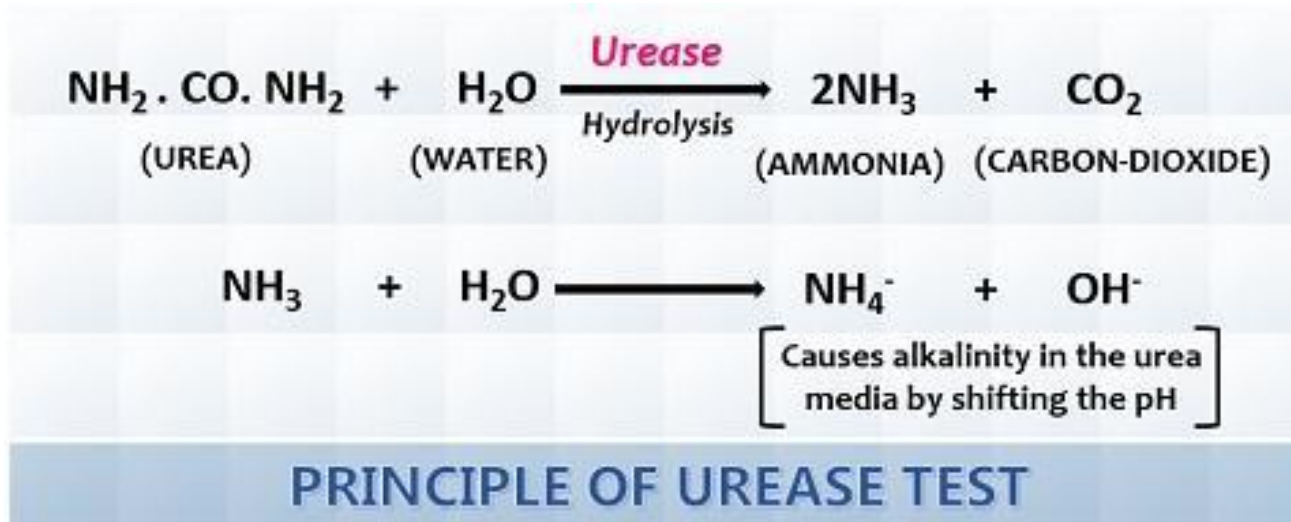 Urease
NH₂ . CO. NH₂ + H₂O 2NH₃ + CO₂
Hydrolysis
(UREA) (WATER) (AMMONIA) (CARBON-DIOXIDE)
NH₃ + H₂O NH₄⁻ + OH⁻
Causes alkalinity in the urea
media by shifting the pH
PRINCIPLE OF UREASE TEST